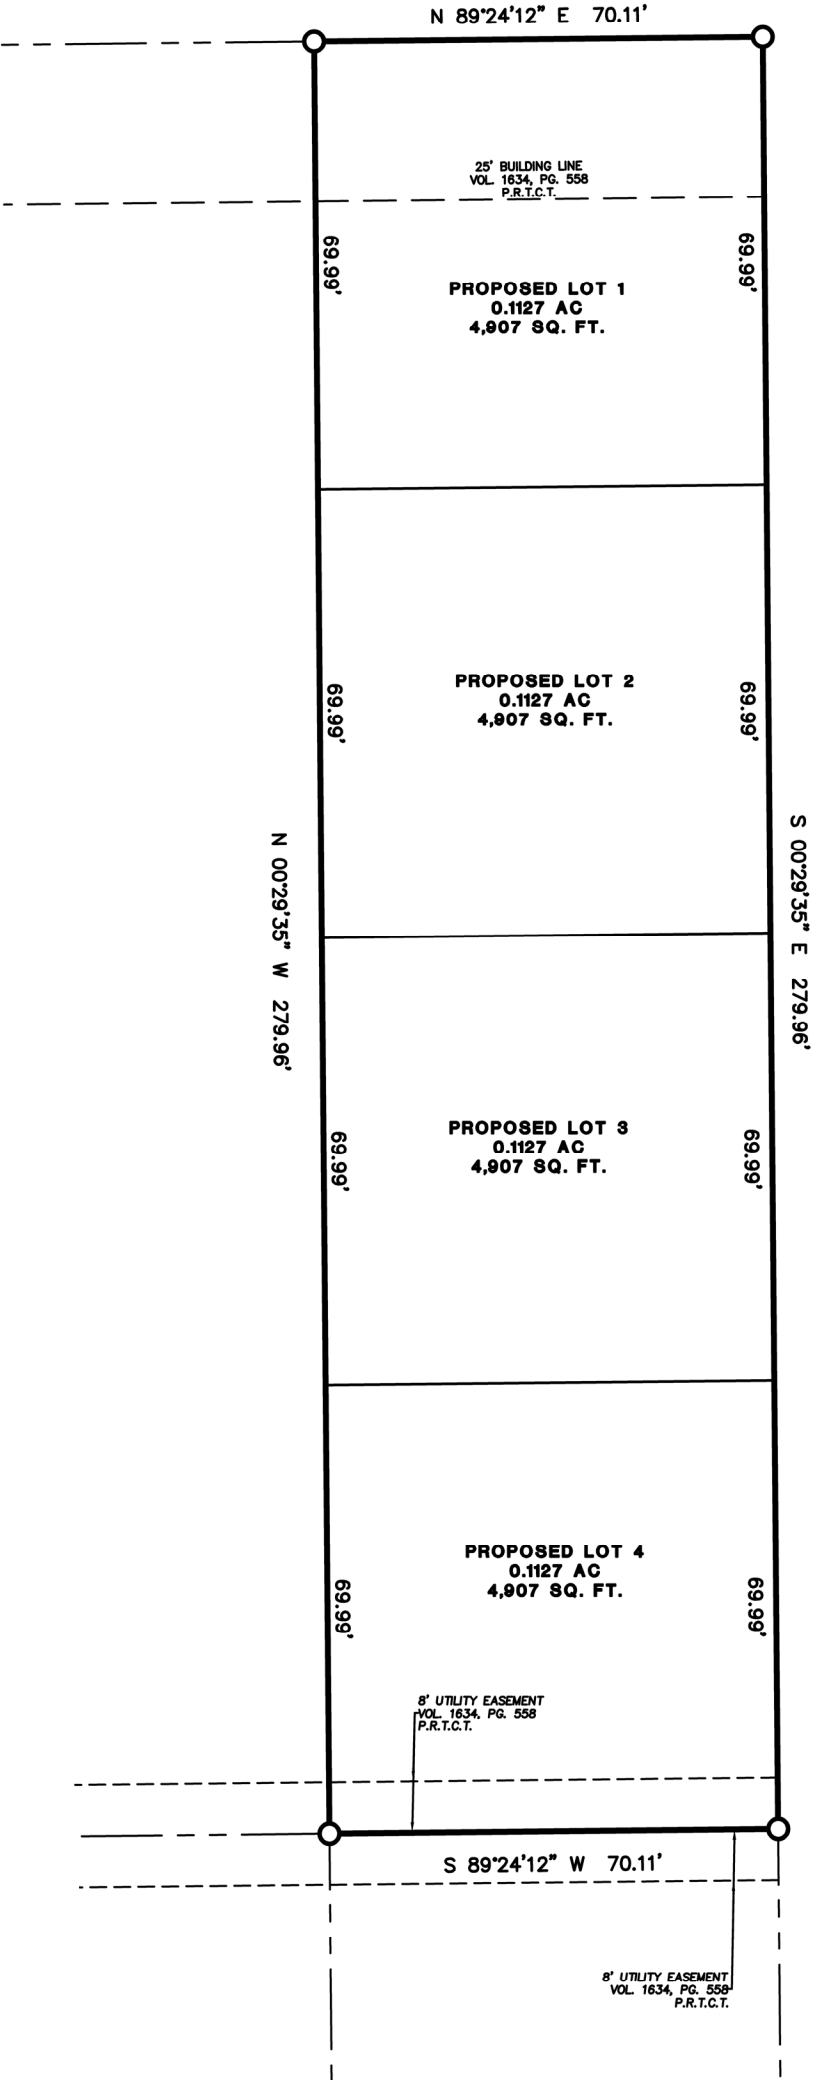 N 89°24'12" E 70.11'
25' BUILDING LINE
VOL. 1634, PG. 558
P.R.T.C.T.
69.99'
69.99'
PROPOSED LOT 1
0.1127 AC
4,907 SQ. FT.
PROPOSED LOT 2
0.1127 AC
4,907 SQ. FT.
69.99'
69.99'
N 00°29'35" W 279.96'
S 00°29'35" E 279.96'
PROPOSED LOT 3
0.1127 AC
4,907 SQ. FT.
69.99'
69.99'
PROPOSED LOT 4
0.1127 AC
4,907 SQ. FT.
69.99'
69.99'
8' UTILITY EASEMENT
VOL. 1634, PG. 558
P.R.T.C.T.
S 89°24'12" W 70.11'
8' UTILITY EASEMENT
VOL. 1634, PG. 558
P.R.T.C.T.